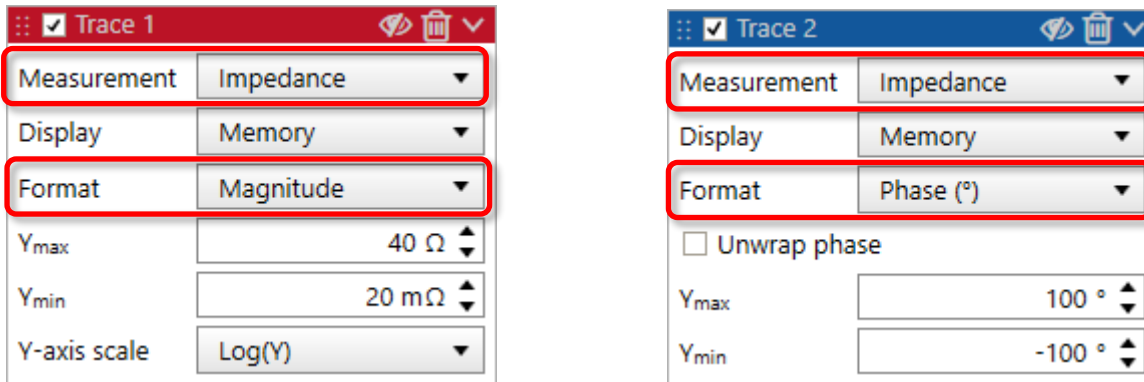 Trace 1
Measurement Impedance
Display Memory
Format Magnitude
Ymax 40 Ω
Ymin 20 mΩ
Y-axis scale Log(Y)
Trace 2
Measurement Impedance
Display Memory
Format Phase (°)
Unwrap phase
Ymax 100 °
Ymin -100 °